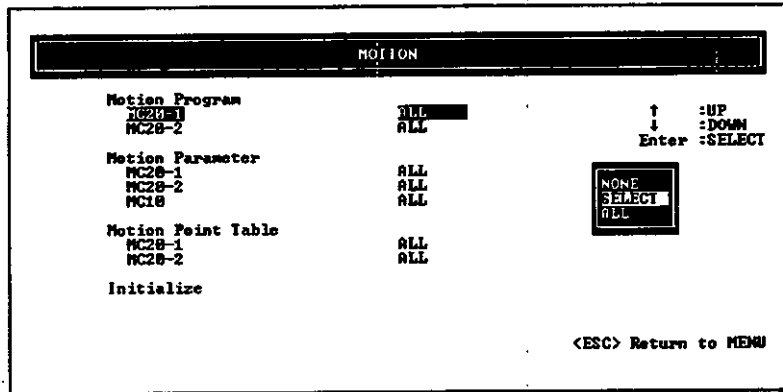 MOTION
Motion Program
MC20-1 ALL ↑ :UP
MC20-2 ALL ↓ :DOWN
Enter :SELECT
Motion Parameter
MC20-1 ALL
MC20-2 ALL
MC10 ALL
NONE
SELECT
ALL
Motion Point Table
MC20-1 ALL
MC20-2 ALL
Initialize
<ESC> Return to MENU